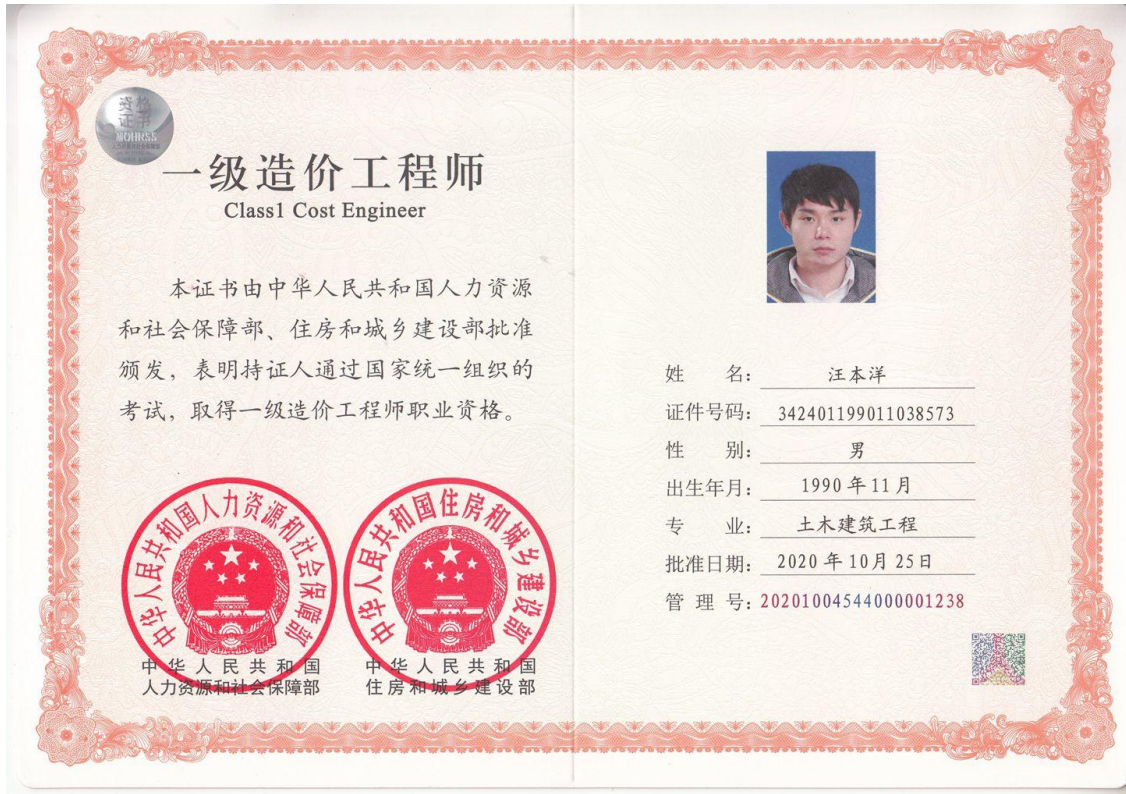 资格
证书
MOHRSS
一级造价工程师
Class1 Cost Engineer
本证书由中华人民共和国人力资源
和社会保障部、住房和城乡建设部批准
颁发，表明持证人通过国家统一组织的
考试，取得一级造价工程师职业资格。
中华人民共和国人力资源和社会保障部
中华人民共和国住房和城乡建设部
中华人民共和国
人力资源和社会保障部
中华人民共和国
住房和城乡建设部
姓名：汪本洋
证件号码：342401199011038573
性别：男
出生年月：1990年11月
专业：土木建筑工程
批准日期：2020年10月25日
管理号：20201004544000001238